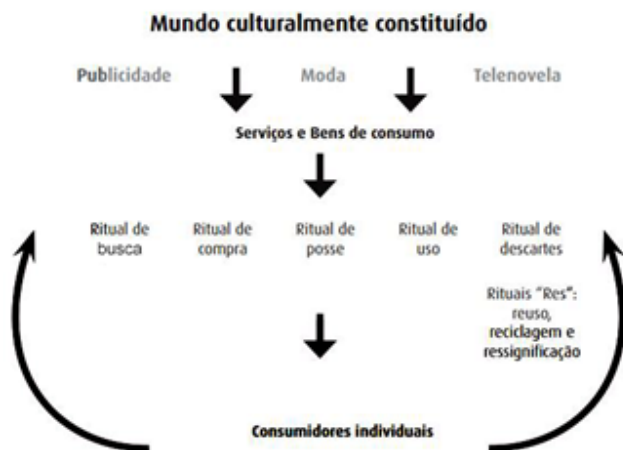 Mundo culturalmente constituído
Publicidade Moda Telenovela
Serviços e Bens de consumo
Ritual de busca
Ritual de compra
Ritual de posse
Ritual de uso
Ritual de descartes
Rituais "Res":
reuso,
reciclagem e
ressignificação
Consumidores individuais